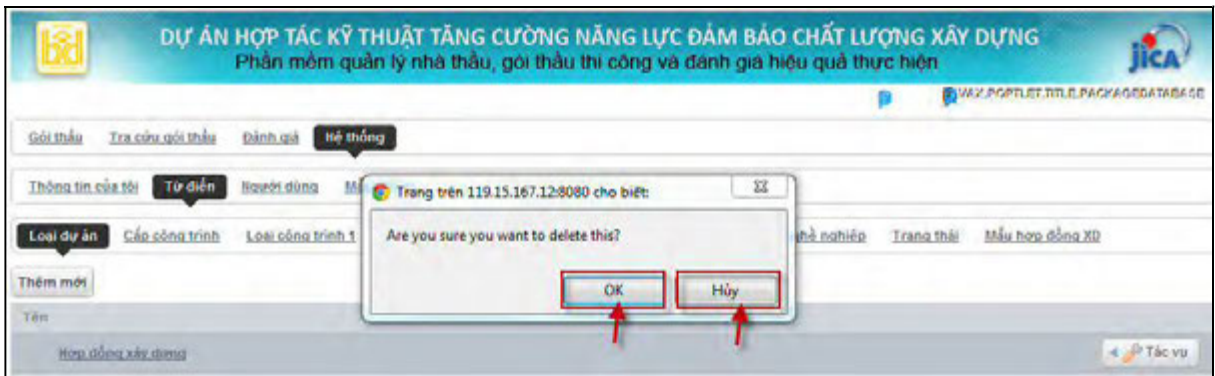 DỰ ÁN HỢP TÁC KỸ THUẬT TĂNG CƯỜNG NĂNG LỰC ĐẢM BẢO CHẤT LƯỢNG XÂY DỰNG
Phần mềm quản lý nhà thầu, gói thầu thi công và đánh giá hiệu quả thực hiện
jica
VAX.PORTLET.TITLE.PACKAGEDATABASE
Gói thầu Tra cứu gói thầu Đánh giá Hệ thống
Thông tin của tôi Từ điển Người dùng
Trang trên 119.15.167.12:8080 cho biết:
Loại dự án Cấp công trình Loại công trình 1 nghề nghiệp Trạng thái Mẫu hợp đồng XD
Are you sure you want to delete this?
OK Hủy
Thêm mới
Tên
Hợp đồng xây dựng Tác vụ